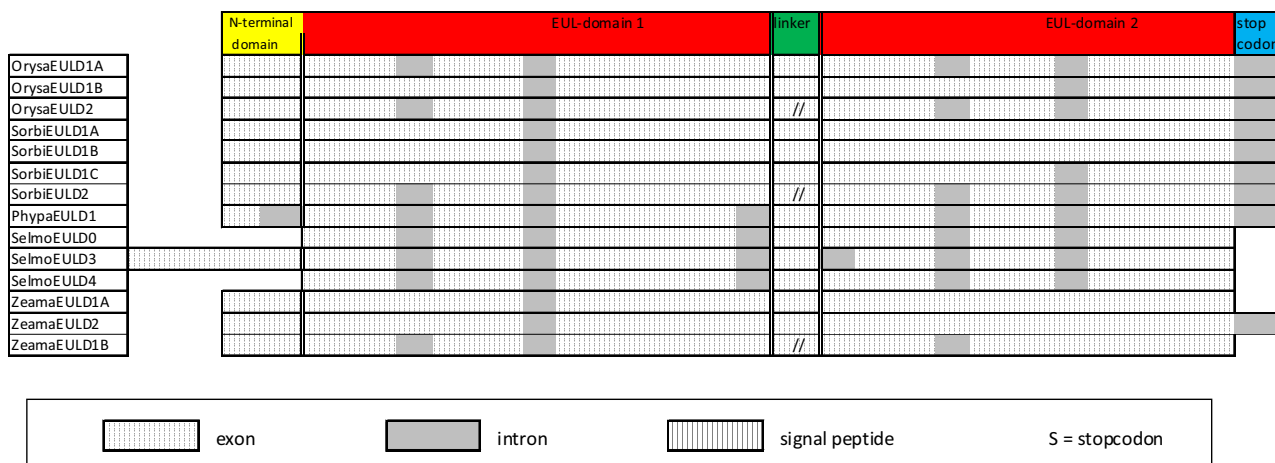 N-terminal domain EUL-domain 1 linker EUL-domain 2 stop codon
OrysaEULD1A
OrysaEULD1B
OrysaEULD2 // 
SorbiEULD1A
SorbiEULD1B
SorbiEULD1C
SorbiEULD2 //
PhypaEULD1
SelmoEULD0
SelmoEULD3
SelmoEULD4
ZeamaEULD1A
ZeamaEULD2
ZeamaEULD1B //
exon intron signal peptide S = stopcodon